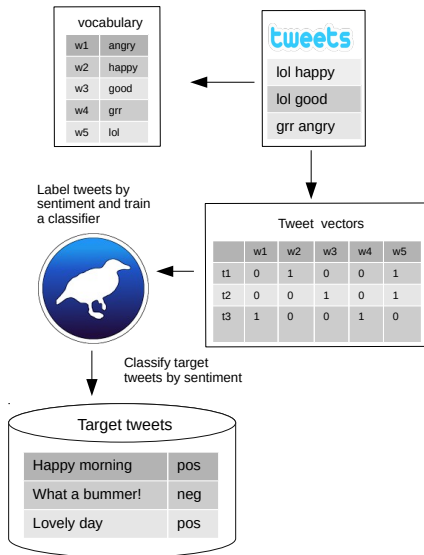 vocabulary
w1 angry
w2 happy
w3 good
w4 grr
w5 lol
tweets
lol happy
lol good
grr angry
Label tweets by
sentiment and train
a classifier
Tweet vectors
w1 w2 w3 w4 w5
t1 0 1 0 0 1
t2 0 0 1 0 1
t3 1 0 0 1 0
Classify target
tweets by sentiment
Target tweets
Happy morning pos
What a bummer! neg
Lovely day pos